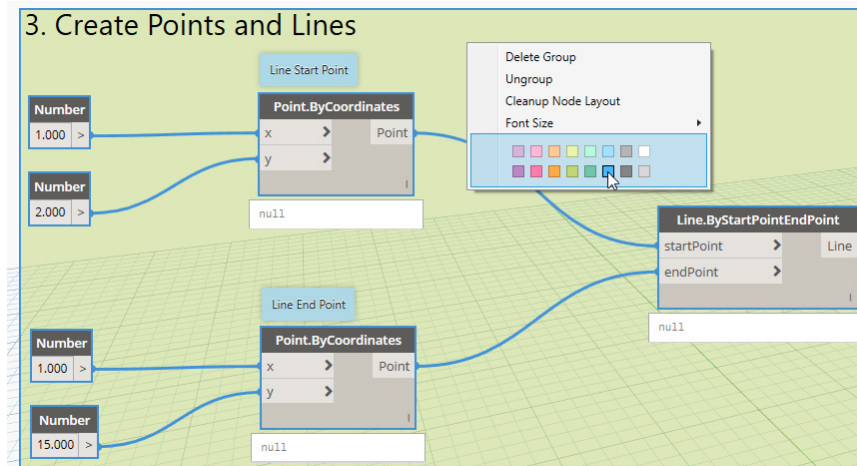 3. Create Points and Lines
Line Start Point
Number
1.000 >
Point.ByCoordinates
x > Point
y >
l
Number
2.000 >
null
Delete Group
Ungroup
Cleanup Node Layout
Font Size
Line.ByStartPointEndPoint
startPoint > Line
endPoint >
l
null
Line End Point
Number
1.000 >
Point.ByCoordinates
x > Point
y >
l
Number
15.000 >
null